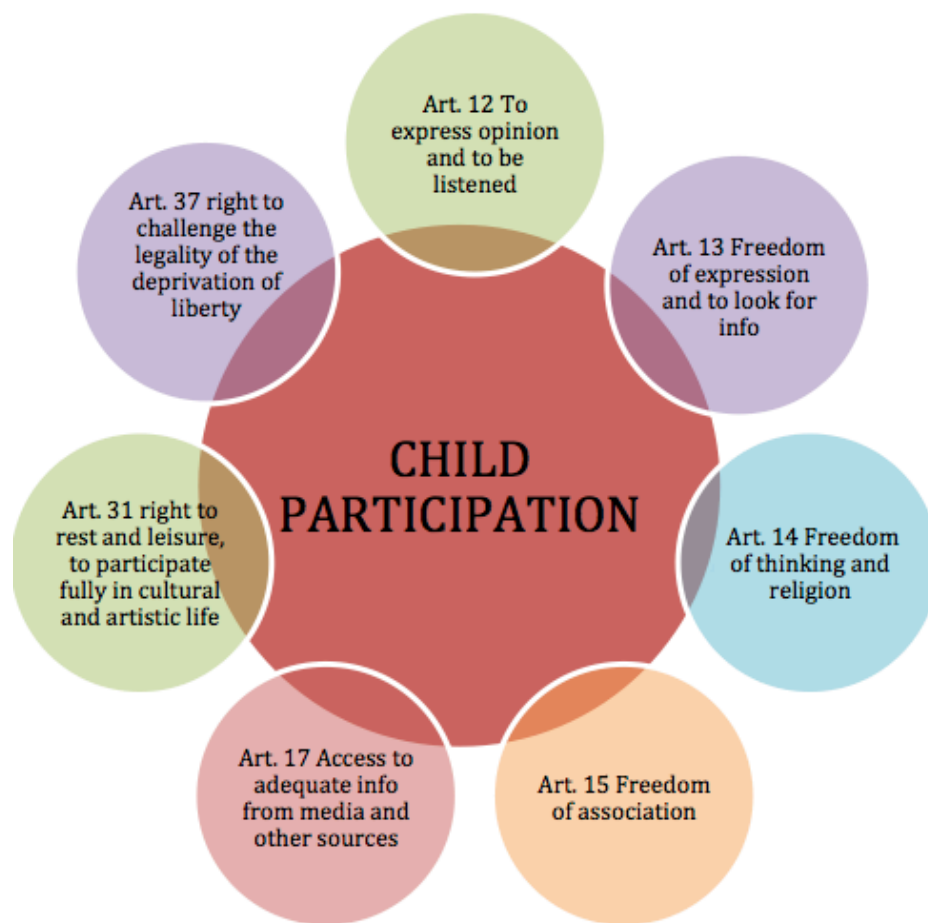 Art. 12 To
express opinion
and to be
listened
Art. 37 right to
challenge the
legality of the
deprivation of
liberty
Art. 13 Freedom
of expression
and to look for
info
CHILD
PARTICIPATION
Art. 31 right to
rest and leisure,
to participate
fully in cultural
and artistic life
Art. 14 Freedom
of thinking and
religion
Art. 17 Access to
adequate info
from media and
other sources
Art. 15 Freedom
of association